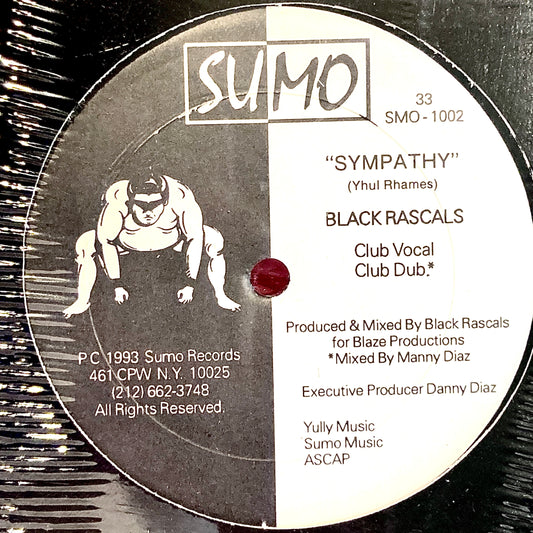 SUMO
33
SMO-1002
"SYMPATHY"
(Yhul Rhames)
BLACK RASCALS
Club Vocal
Club Dub.*
Produced & Mixed By Black Rascals
for Blaze Productions
*Mixed By Manny Diaz
Executive Producer Danny Diaz
Yully Music
Sumo Music
ASCAP
P C 1993 Sumo Records
461 CPW N.Y. 10025
(212) 662-3748
All Rights Reserved.